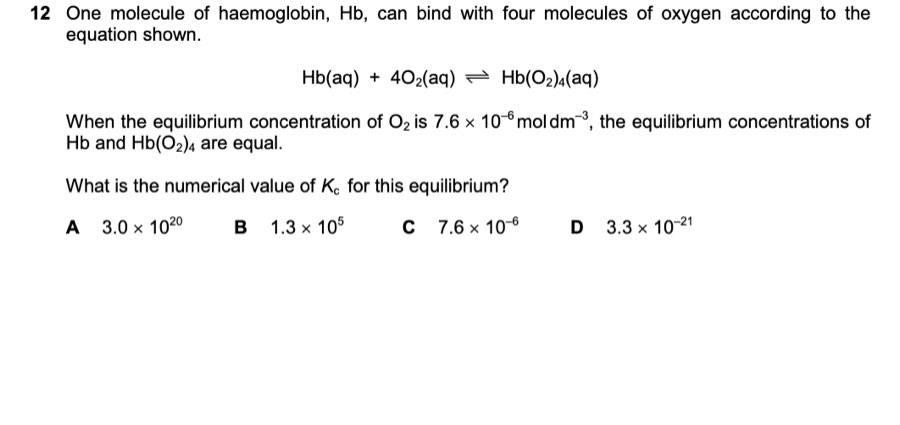 12 One molecule of haemoglobin, Hb, can bind with four molecules of oxygen according to the
equation shown.
Hb(aq) + 4O₂(aq) ⇌ Hb(O₂)₄(aq)
When the equilibrium concentration of O₂ is 7.6 × 10⁻⁶ mol dm⁻³, the equilibrium concentrations of
Hb and Hb(O₂)₄ are equal.
What is the numerical value of K꜀ for this equilibrium?
A 3.0 × 10²⁰ B 1.3 × 10⁵ C 7.6 × 10⁻⁶ D 3.3 × 10⁻²¹